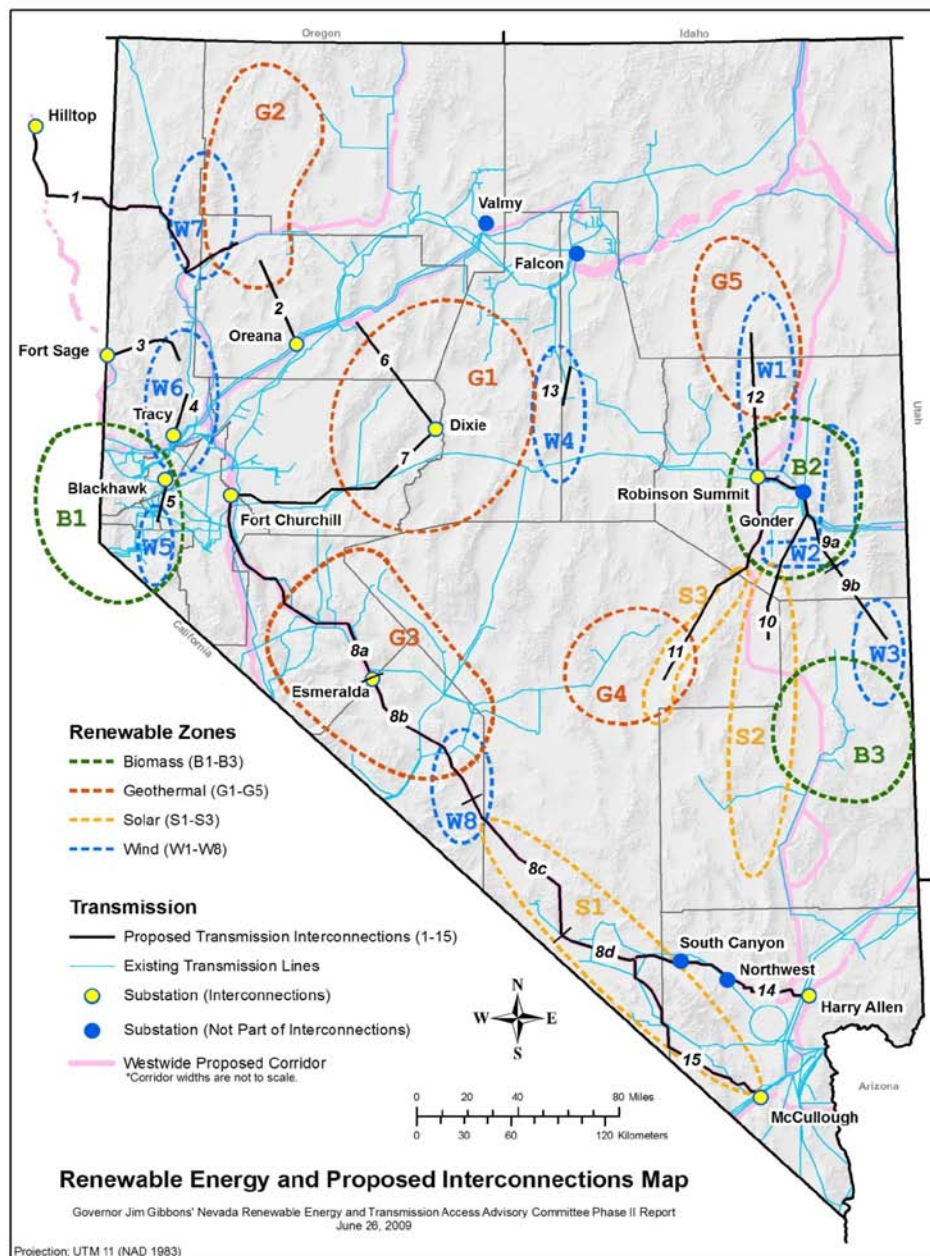 Oregon
Idaho
Hilltop
G2
1
W7
Valmy
Falcon
G5
2
Oreana
Fort Sage
3
6
G1
W1
W6
13
12
Utah
4
Tracy
Dixie
W4
7
B2
Blackhawk
Robinson Summit
B1
5
Fort Churchill
Gonder
9a
W5
W2
S3
9b
10
California
G3
W3
8a
11
Esmeralda
G4
8b
S2
B3
W8
8c
S1
South Canyon
8d
Northwest
14
Harry Allen
15
Arizona
McCullough
Renewable Zones
Biomass (B1-B3)
Geothermal (G1-G5)
Solar (S1-S3)
Wind (W1-W8)
Transmission
Proposed Transmission Interconnections (1-15)
Existing Transmission Lines
Substation (Interconnections)
Substation (Not Part of Interconnections)
Westwide Proposed Corridor
*Corridor widths are not to scale.
N
W E
S
0 20 40 80 Miles
0 30 60 120 Kilometers
Renewable Energy and Proposed Interconnections Map
Governor Jim Gibbons' Nevada Renewable Energy and Transmission Access Advisory Committee Phase II Report
June 26, 2009
Projection: UTM 11 (NAD 1983)